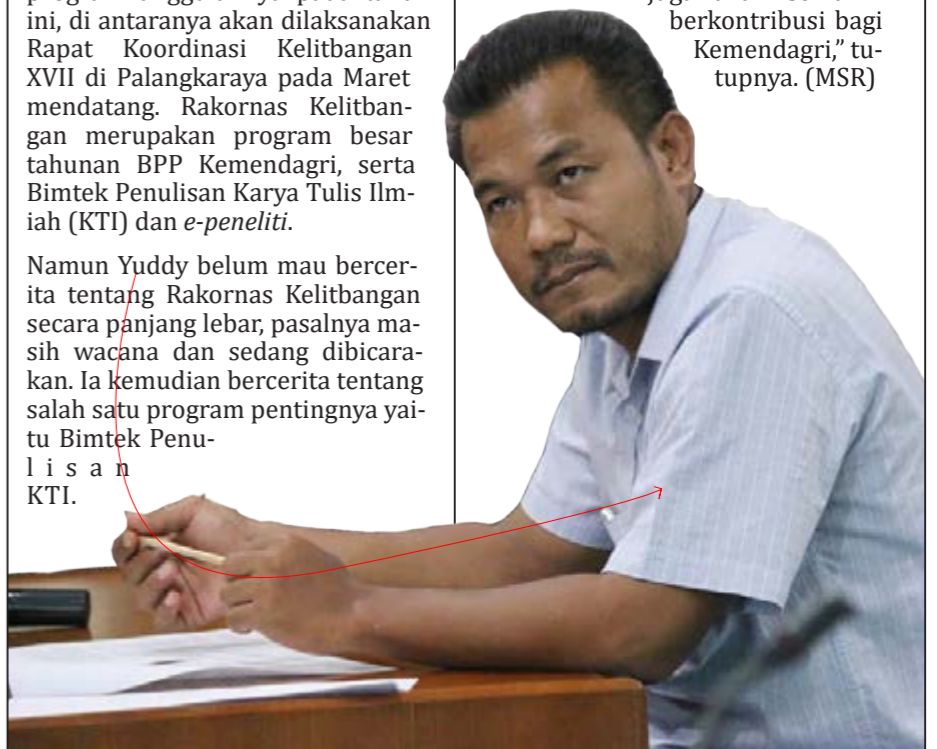 ini, di antaranya akan dilaksanakan
Rapat Koordinasi Kelitbangan
XVII di Palangkaraya pada Maret
mendatang. Rakornas Kelitban-
gan merupakan program besar
tahunan BPP Kemendagri, serta
Bimtek Penulisan Karya Tulis Ilm-
iah (KTI) dan e-peneliti.
Namun Yuddy belum mau bercer-
ita tentang Rakornas Kelitbangan
secara panjang lebar, pasalnya ma-
sih wacana dan sedang dibicara-
kan. Ia kemudian bercerita tentang
salah satu program pentingnya yai-
tu Bimtek Penu-
l i s a n
KTI.
berkontribusi bagi
Kemendagri,” tu-
tupnya. (MSR)